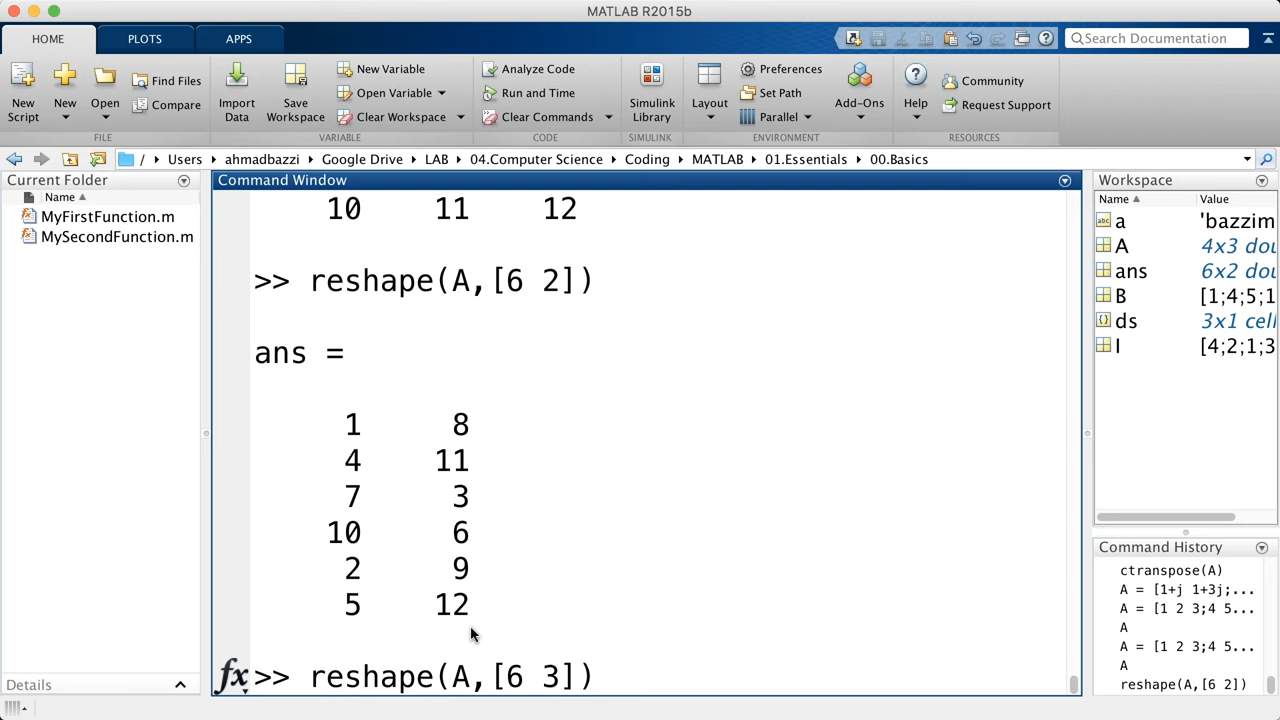 MATLAB R2015b
HOME PLOTS APPS
Search Documentation
New Script
New
Open
Find Files
Compare
FILE
Import Data
Save Workspace
New Variable
Open Variable
Clear Workspace
VARIABLE
Analyze Code
Run and Time
Clear Commands
CODE
Simulink Library
SIMULINK
Layout
Preferences
Set Path
Parallel
ENVIRONMENT
Add-Ons
Help
Community
Request Support
RESOURCES
/ Users ahmadbazzi Google Drive LAB 04.Computer Science Coding MATLAB 01.Essentials 00.Basics
Current Folder
Name
MyFirstFunction.m
MySecondFunction.m
Details
Command Window
10 11 12
>> reshape(A,[6 2])
ans =
1 8
4 11
7 3
10 6
2 9
5 12
fx >> reshape(A,[6 3])
Workspace
Name Value
a 'bazzim
A 4x3 dou
ans 6x2 dou
B [1;4;5;1
ds 3x1 cell
I [4;2;1;3
Command History
ctranspose(A)
A = [1+j 1+3j;...
A = [1 2 3;4 5...
A
A = [1 2 3;4 5...
A
reshape(A,[6 2])